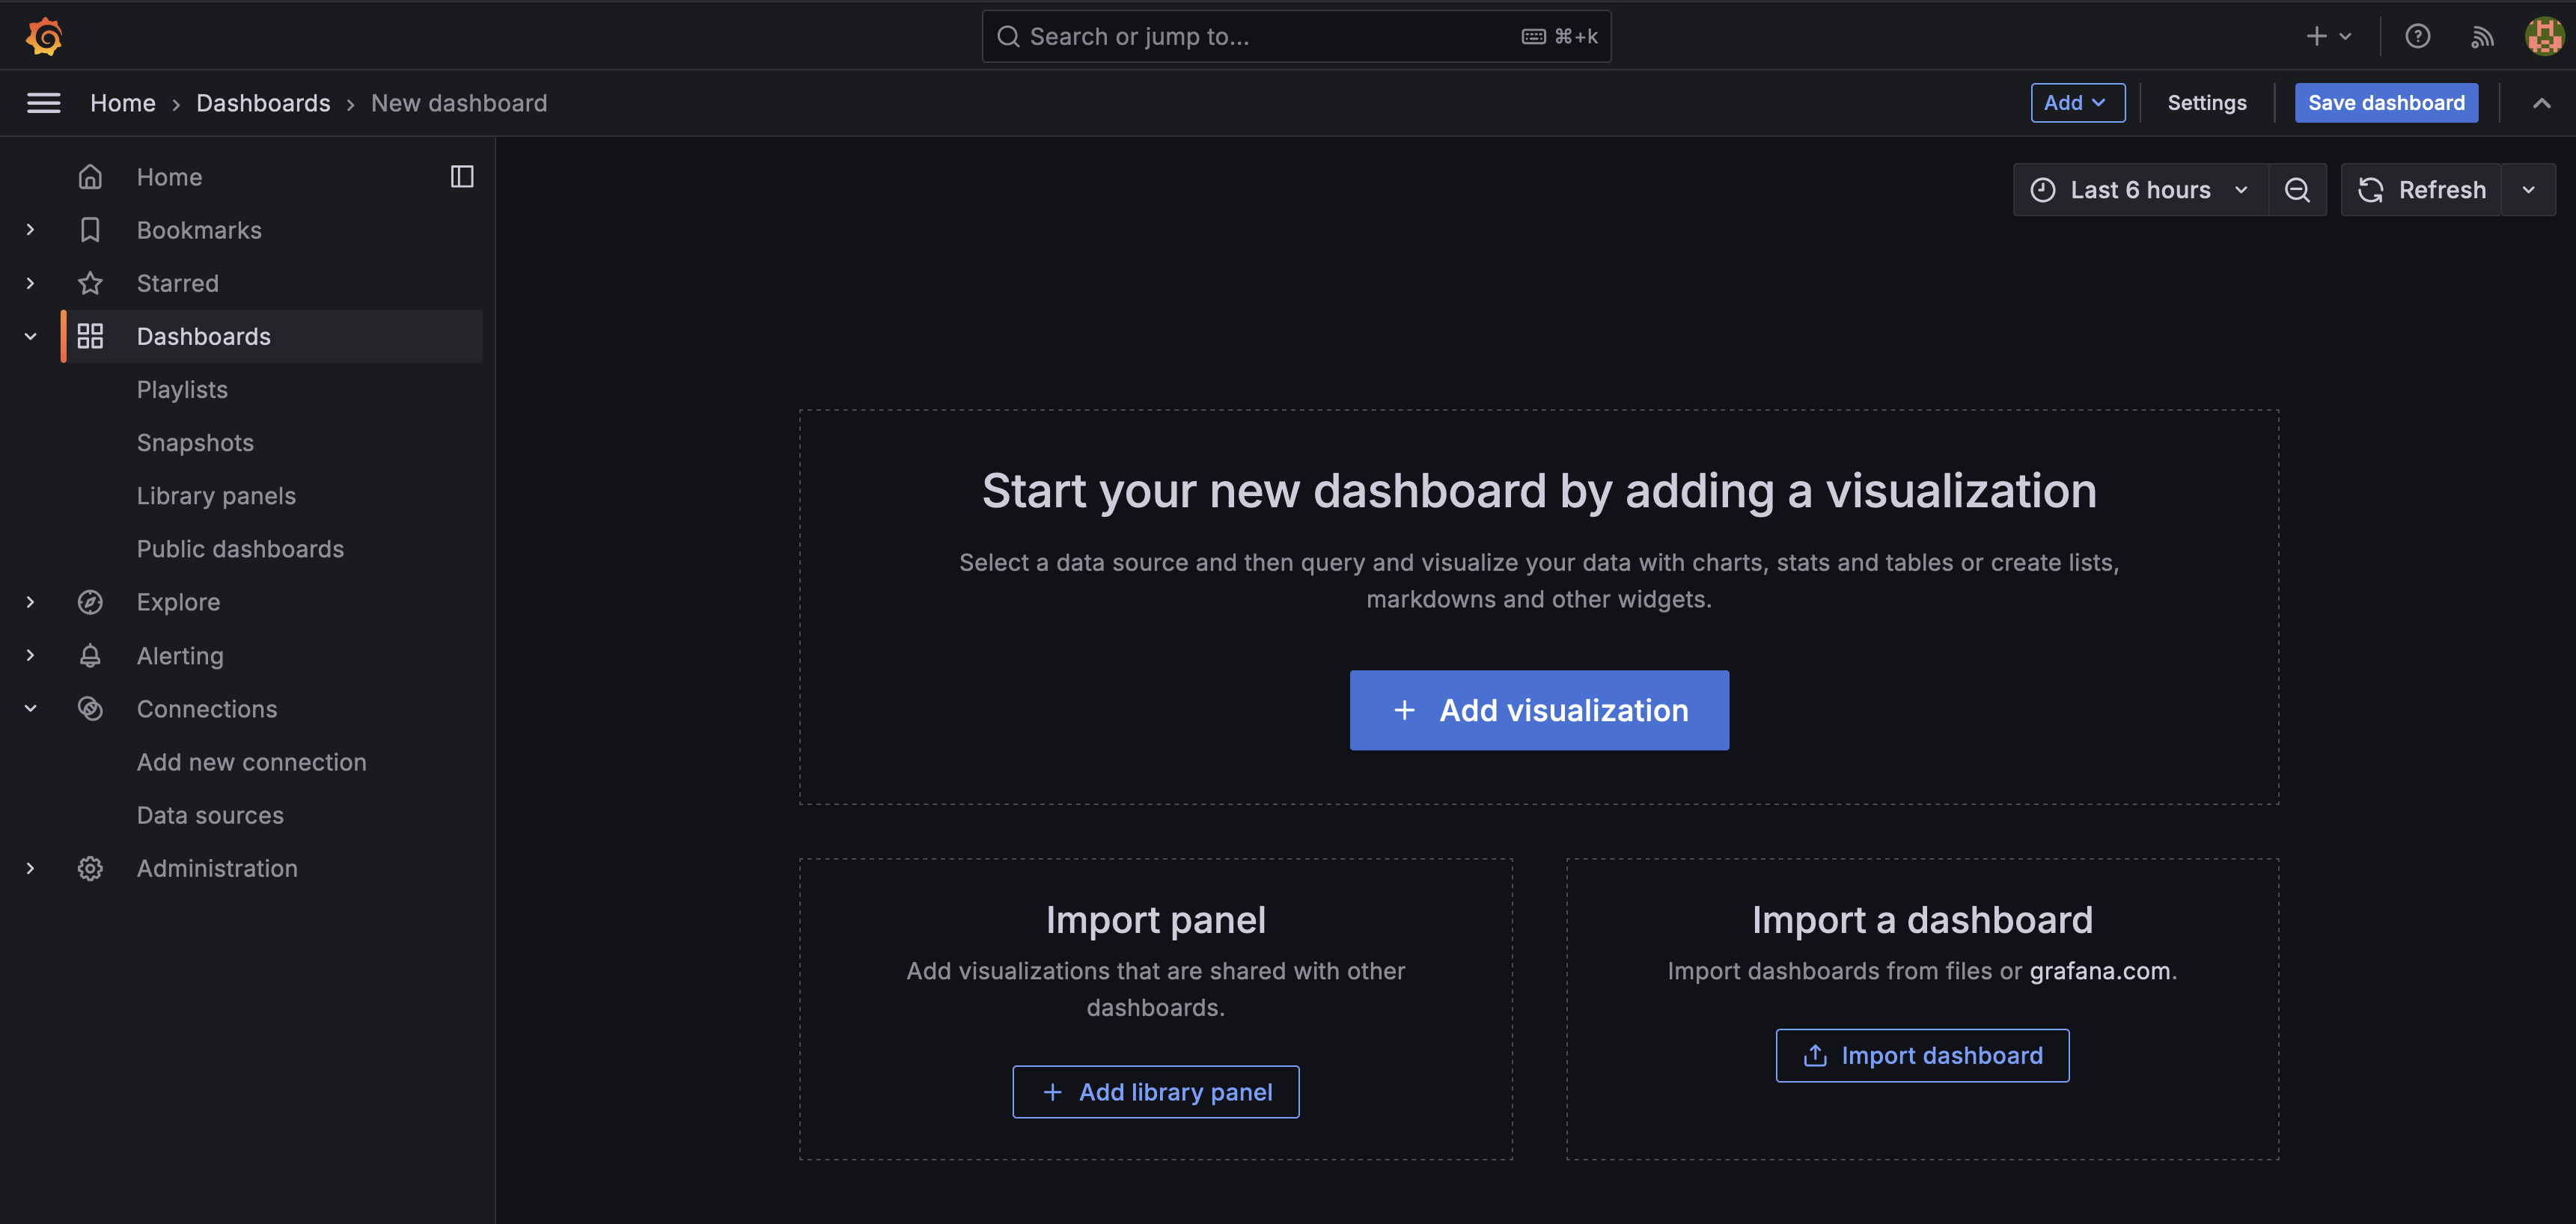 Search or jump to...
⌘+k
Home › Dashboards › New dashboard
Add
Settings
Save dashboard
Home
Bookmarks
Starred
Dashboards
Playlists
Snapshots
Library panels
Public dashboards
Explore
Alerting
Connections
Add new connection
Data sources
Administration
Last 6 hours
Refresh
Start your new dashboard by adding a visualization
Select a data source and then query and visualize your data with charts, stats and tables or create lists,
markdowns and other widgets.
+ Add visualization
Import panel
Add visualizations that are shared with other
dashboards.
+ Add library panel
Import a dashboard
Import dashboards from files or grafana.com.
Import dashboard